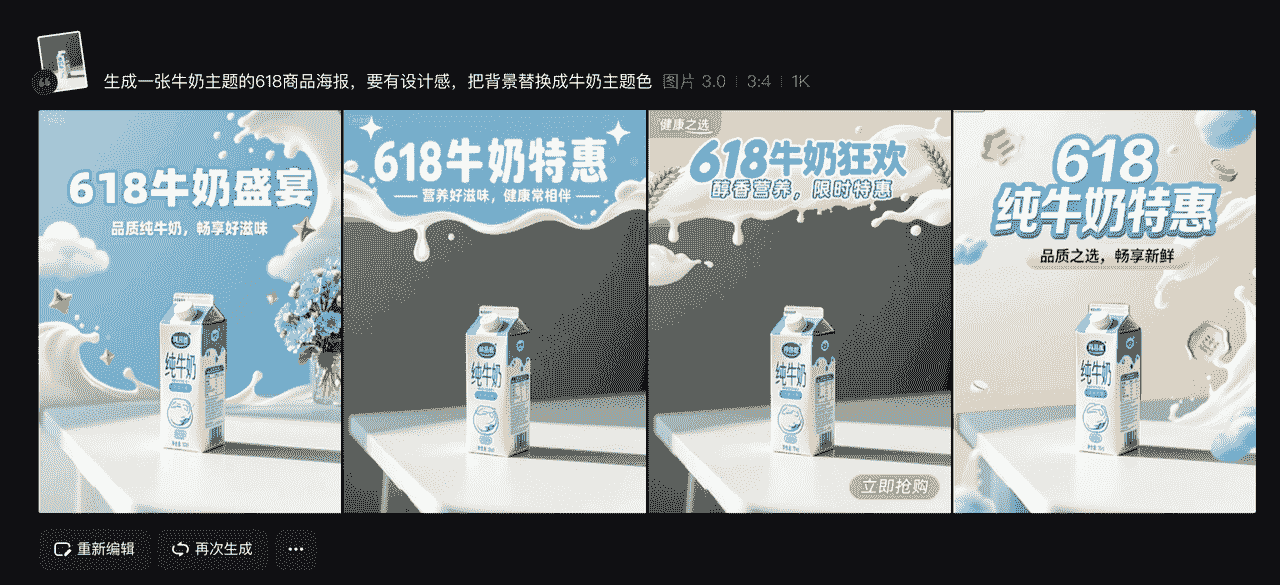 生成一张牛奶主题的618商品海报，要有设计感，把背景替换成牛奶主题色 图片 3.0 | 3:4 | 1K
618牛奶盛宴
品质纯牛奶，畅享好滋味
纯牛奶
618牛奶特惠
营养好滋味，健康常相伴
纯牛奶
健康之选
618牛奶狂欢
醇香营养，限时特惠
纯牛奶
立即抢购
618
纯牛奶特惠
品质之选，畅享新鲜
纯牛奶
重新编辑
再次生成